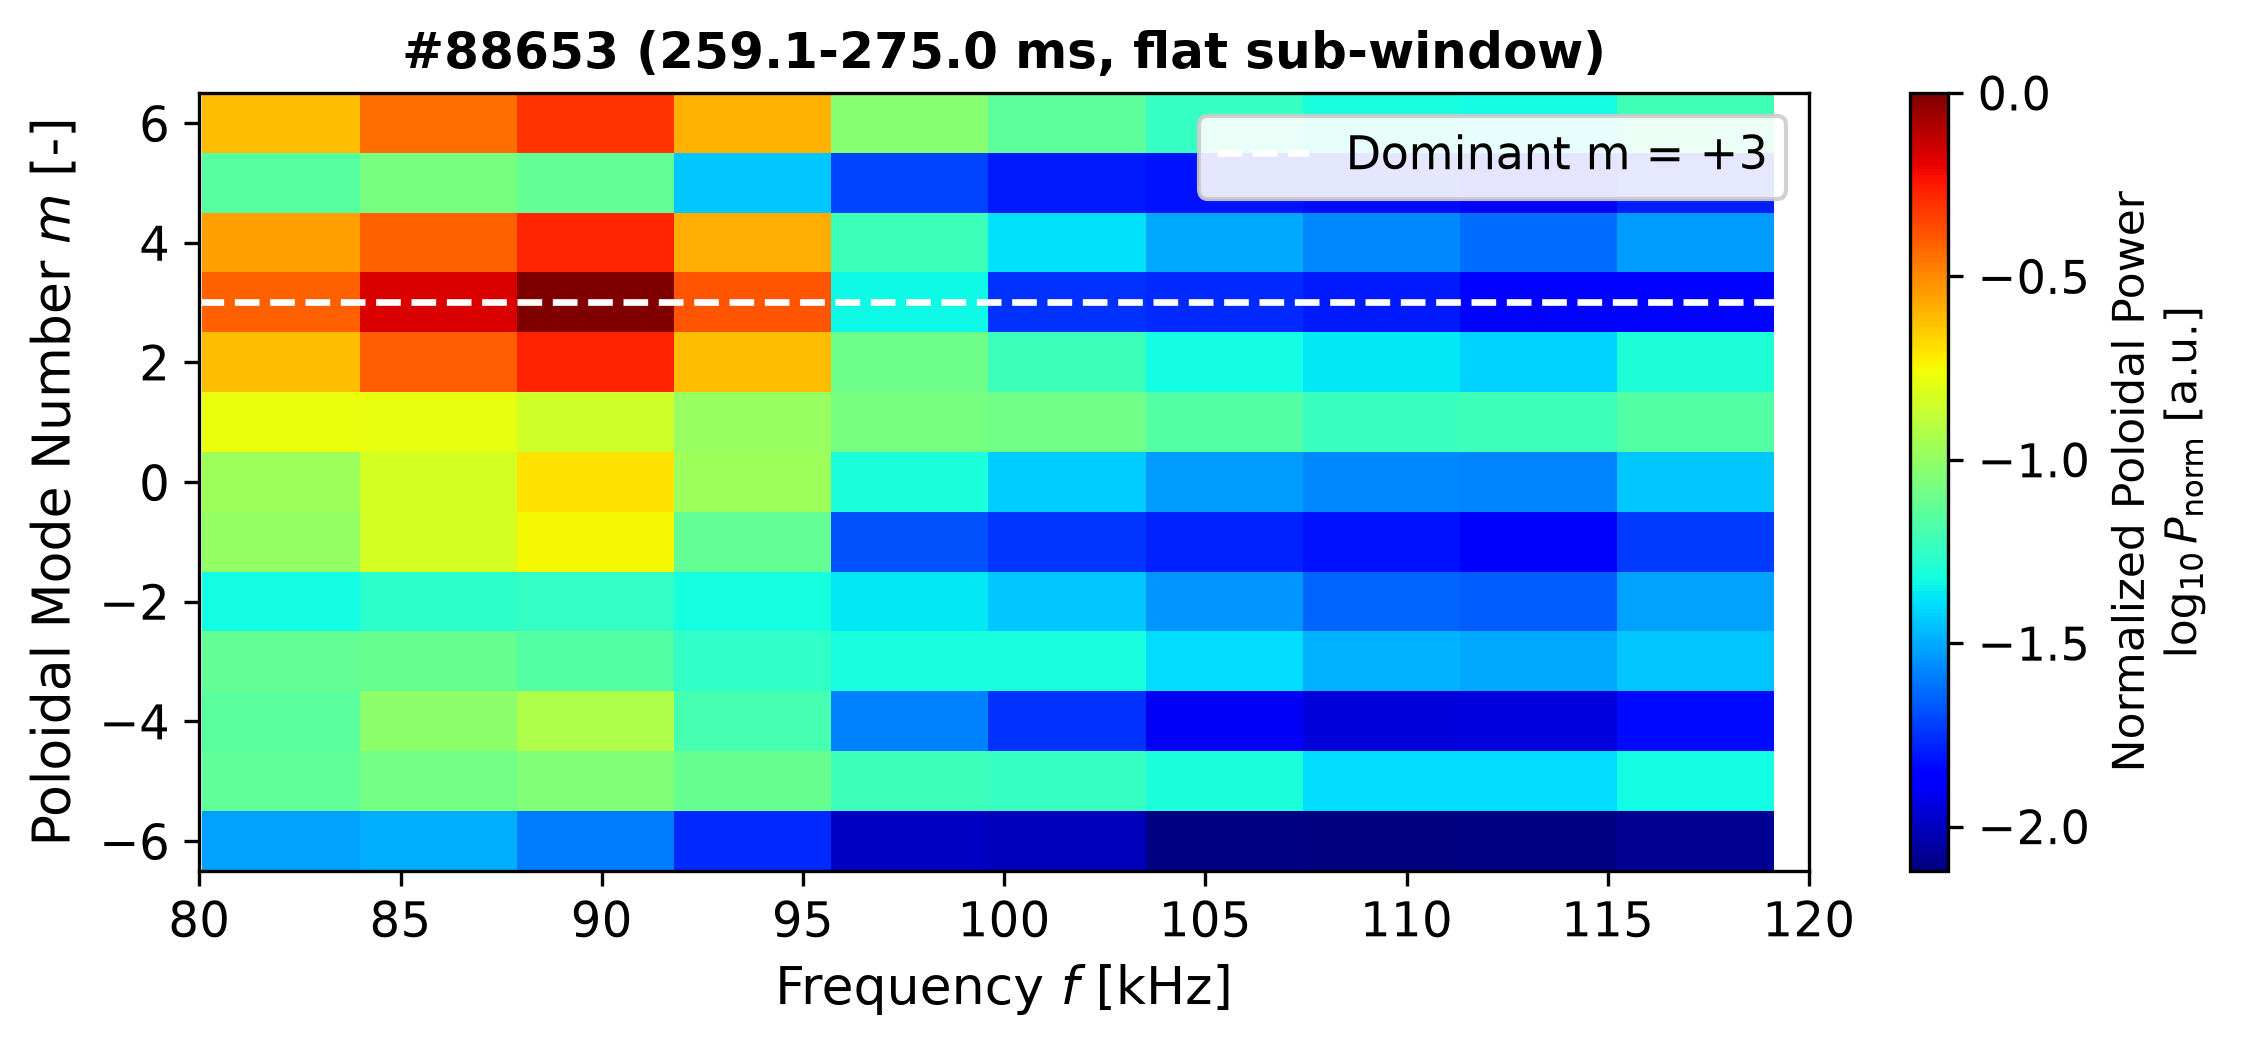 #88653 (259.1-275.0 ms, flat sub-window)
Dominant m = +3
Poloidal Mode Number m [-]
6
4
2
0
−2
−4
−6
80 85 90 95 100 105 110 115 120
Frequency f [kHz]
0.0
−0.5
−1.0
−1.5
−2.0
Normalized Poloidal Power
log₁₀ Pnorm [a.u.]